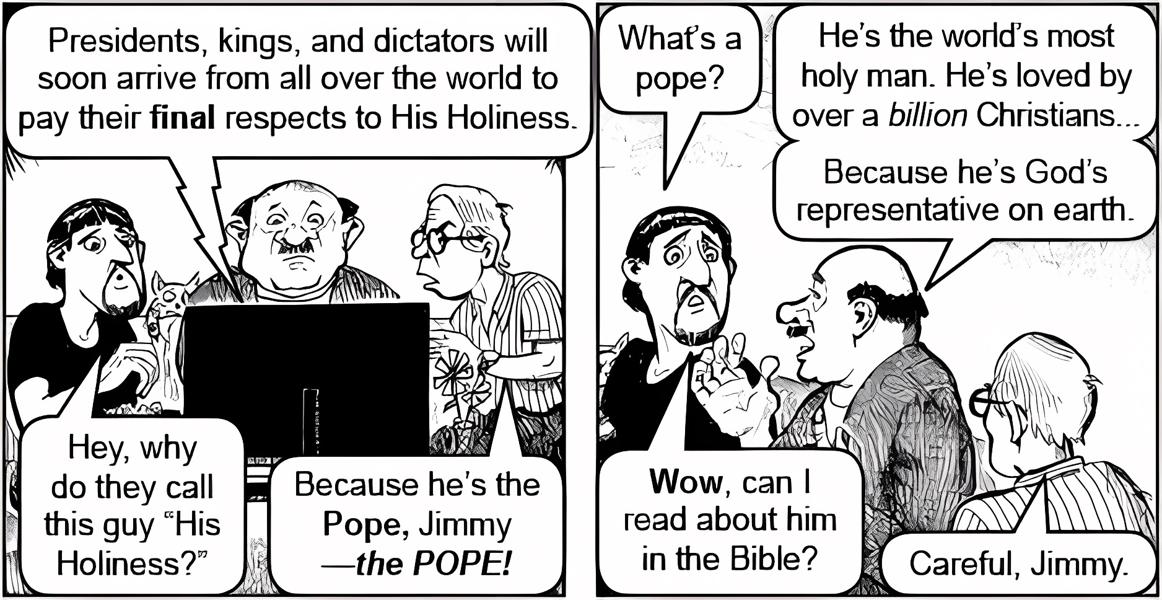 Presidents, kings, and dictators will
soon arrive from all over the world to
pay their final respects to His Holiness.
Hey, why
do they call
this guy “His
Holiness?”
Because he's the
Pope, Jimmy
—the POPE!
What's a
pope?
He's the world's most
holy man. He's loved by
over a billion Christians...
Because he's God's
representative on earth.
Wow, can I
read about him
in the Bible?
Careful, Jimmy.